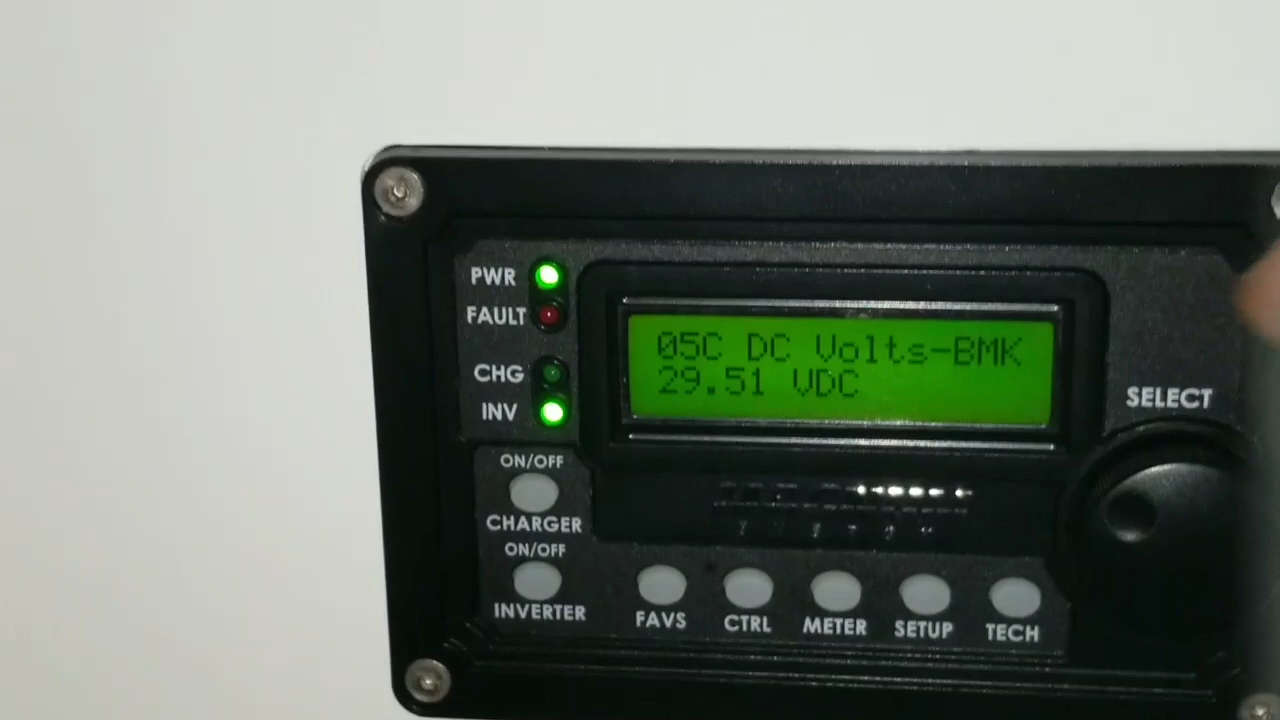 PWR
FAULT
CHG
INV
05C DC Volts-BMK
29.51 VDC
SELECT
ON/OFF
CHARGER
ON/OFF
INVERTER
FAVS
CTRL
METER
SETUP
TECH